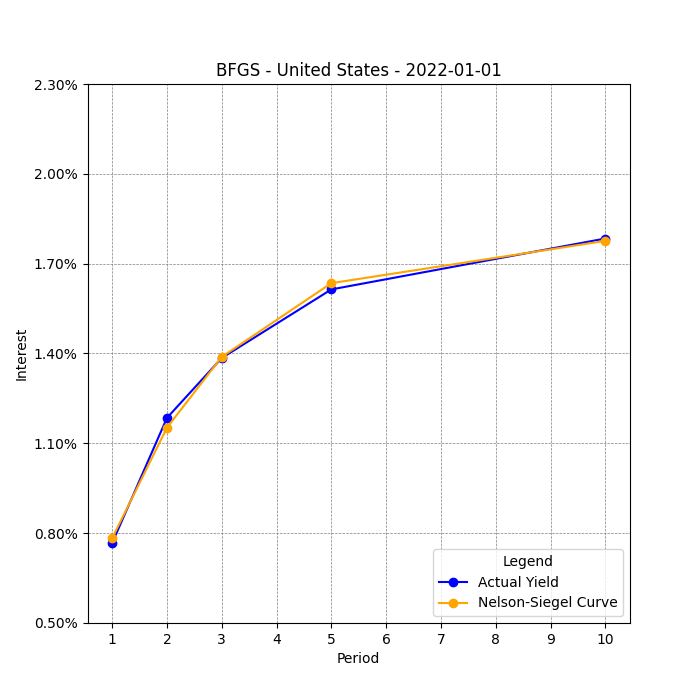 BFGS - United States - 2022-01-01
2.30%
2.00%
1.70%
1.40%
1.10%
0.80%
0.50%
Interest
1 2 3 4 5 6 7 8 9 10
Period
Legend
Actual Yield
Nelson-Siegel Curve